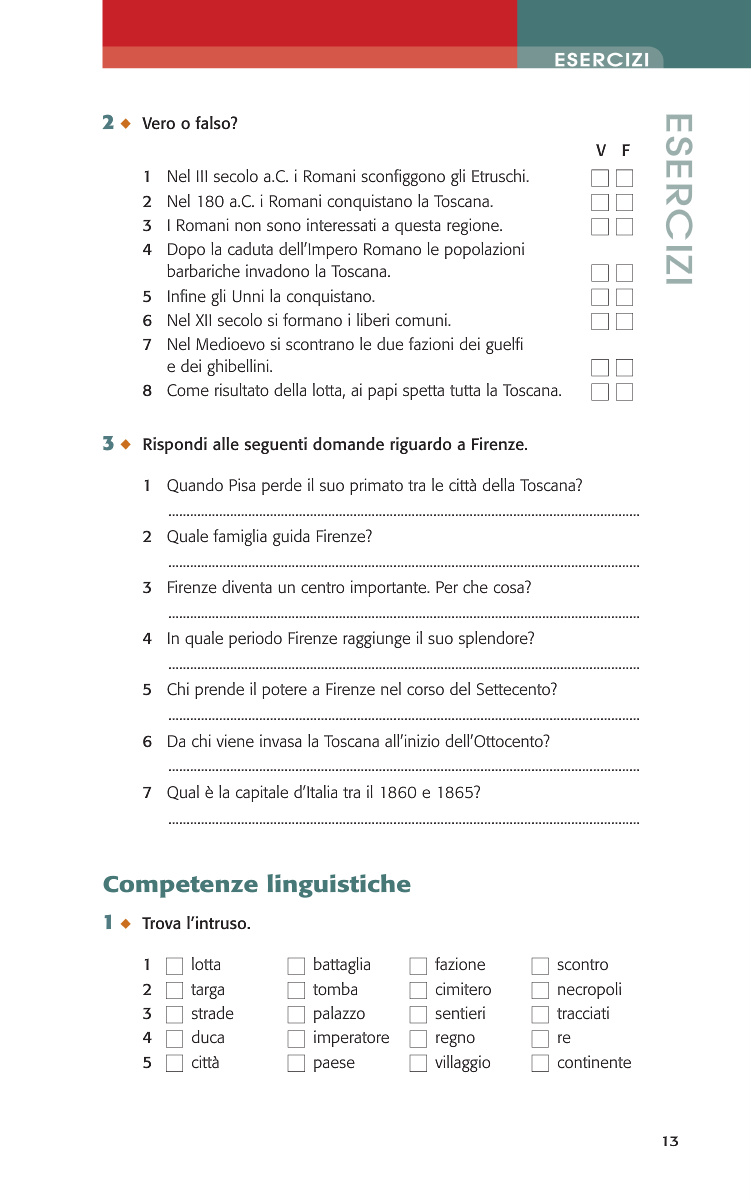 ESERCIZI
ESERCIZI
2 ◆ Vero o falso?
V F
1 Nel III secolo a.C. i Romani sconfiggono gli Etruschi.
2 Nel 180 a.C. i Romani conquistano la Toscana.
3 I Romani non sono interessati a questa regione.
4 Dopo la caduta dell'Impero Romano le popolazioni
barbariche invadono la Toscana.
5 Infine gli Unni la conquistano.
6 Nel XII secolo si formano i liberi comuni.
7 Nel Medioevo si scontrano le due fazioni dei guelfi
e dei ghibellini.
8 Come risultato della lotta, ai papi spetta tutta la Toscana.
3 ◆ Rispondi alle seguenti domande riguardo a Firenze.
1 Quando Pisa perde il suo primato tra le città della Toscana?
2 Quale famiglia guida Firenze?
3 Firenze diventa un centro importante. Per che cosa?
4 In quale periodo Firenze raggiunge il suo splendore?
5 Chi prende il potere a Firenze nel corso del Settecento?
6 Da chi viene invasa la Toscana all'inizio dell'Ottocento?
7 Qual è la capitale d'Italia tra il 1860 e 1865?
Competenze linguistiche
1 ◆ Trova l'intruso.
1 lotta battaglia fazione scontro
2 targa tomba cimitero necropoli
3 strade palazzo sentieri tracciati
4 duca imperatore regno re
5 città paese villaggio continente
13